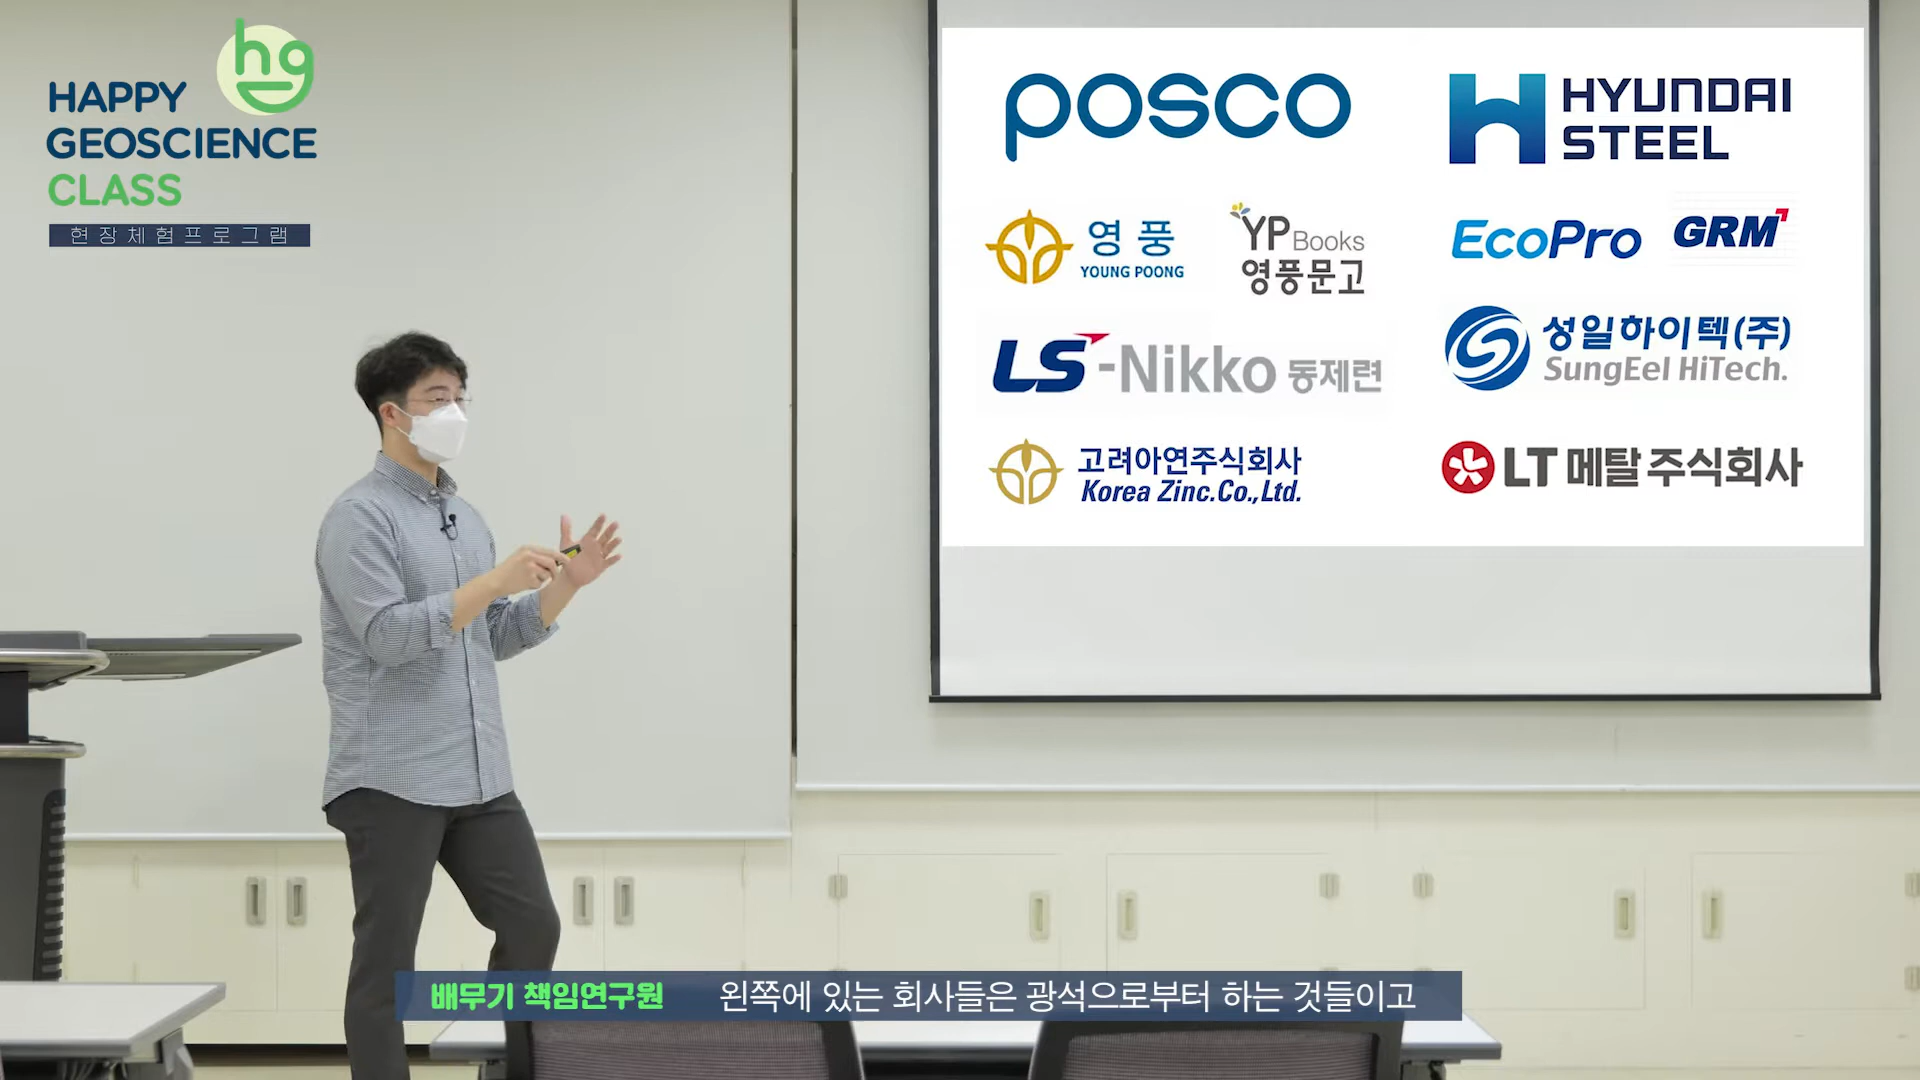 hg
HAPPY
GEOSCIENCE
CLASS
현장체험프로그램
posco
HYUNDAI
STEEL
영풍
YOUNG POONG
YP Books
영풍문고
EcoPro
GRM
LS-Nikko 동제련
성일하이텍(주)
SungEel HiTech.
고려아연주식회사
Korea Zinc.Co.,Ltd.
LT 메탈 주식회사
배무기 책임연구원 왼쪽에 있는 회사들은 광석으로부터 하는 것들이고